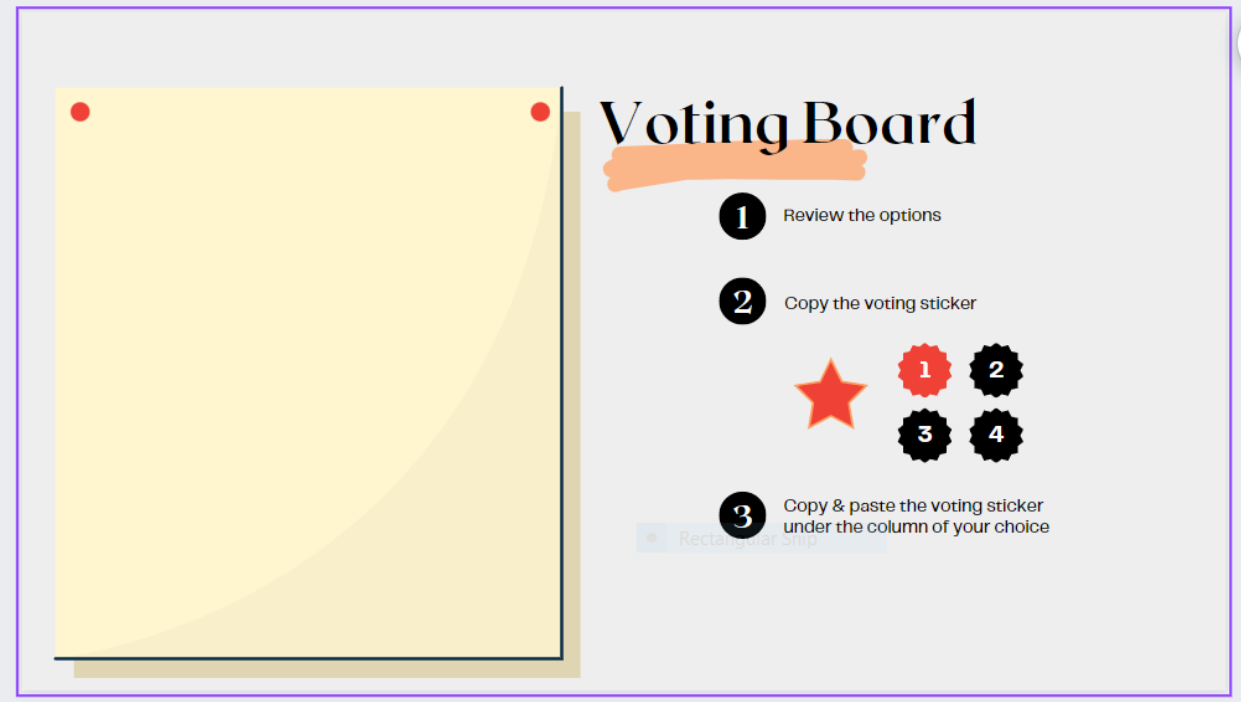 Voting Board
1 Review the options
2 Copy the voting sticker
1 2
3 4
3 Copy & paste the voting sticker
under the column of your choice
Rectangular Snip